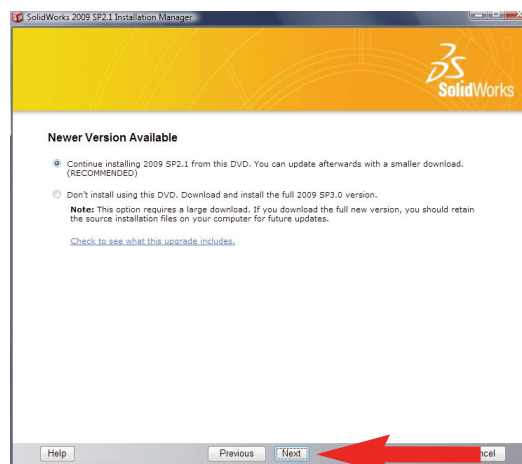 SolidWorks 2009 SP2.1 Installation Manager
SolidWorks
Newer Version Available
Continue installing 2009 SP2.1 from this DVD. You can update afterwards with a smaller download.
(RECOMMENDED)
Don't install using this DVD. Download and install the full 2009 SP3.0 version.
Note: This option requires a large download. If you download the full new version, you should retain
the source installation files on your computer for future updates.
Check to see what this upgrade includes.
Help Previous Next